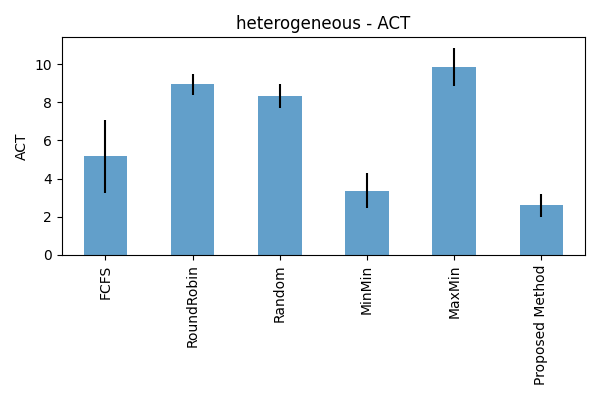 heterogeneous - ACT
ACT
10
8
6
4
2
0
FCFS
RoundRobin
Random
MinMin
MaxMin
Proposed Method